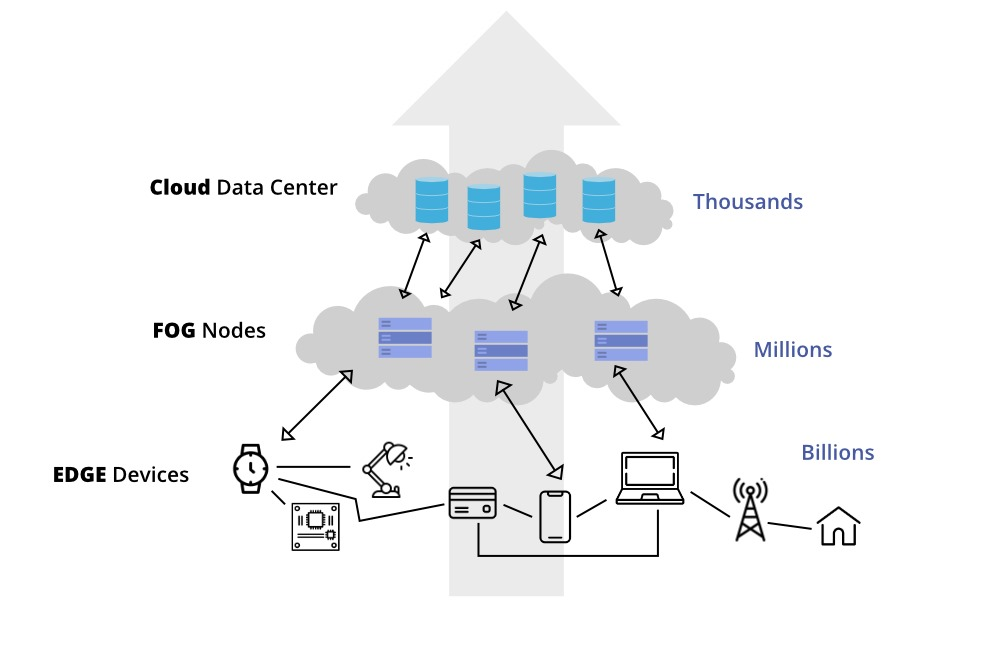 Cloud Data Center
Thousands
FOG Nodes
Millions
Billions
EDGE Devices